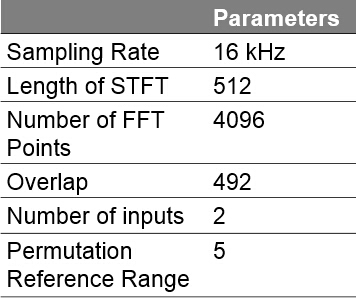 Parameters
Sampling Rate 16 kHz
Length of STFT 512
Number of FFT 4096
Points
Overlap 492
Number of inputs 2
Permutation 5
Reference Range